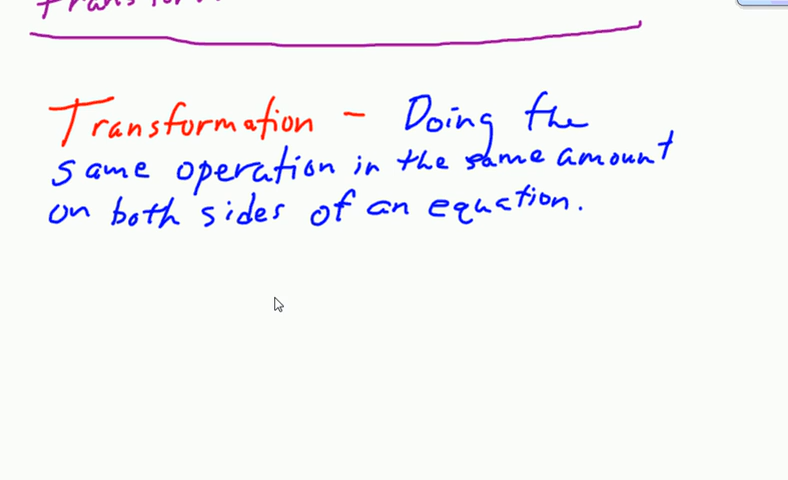 Transformation - Doing the
same operation in the same amount
on both sides of an equation.